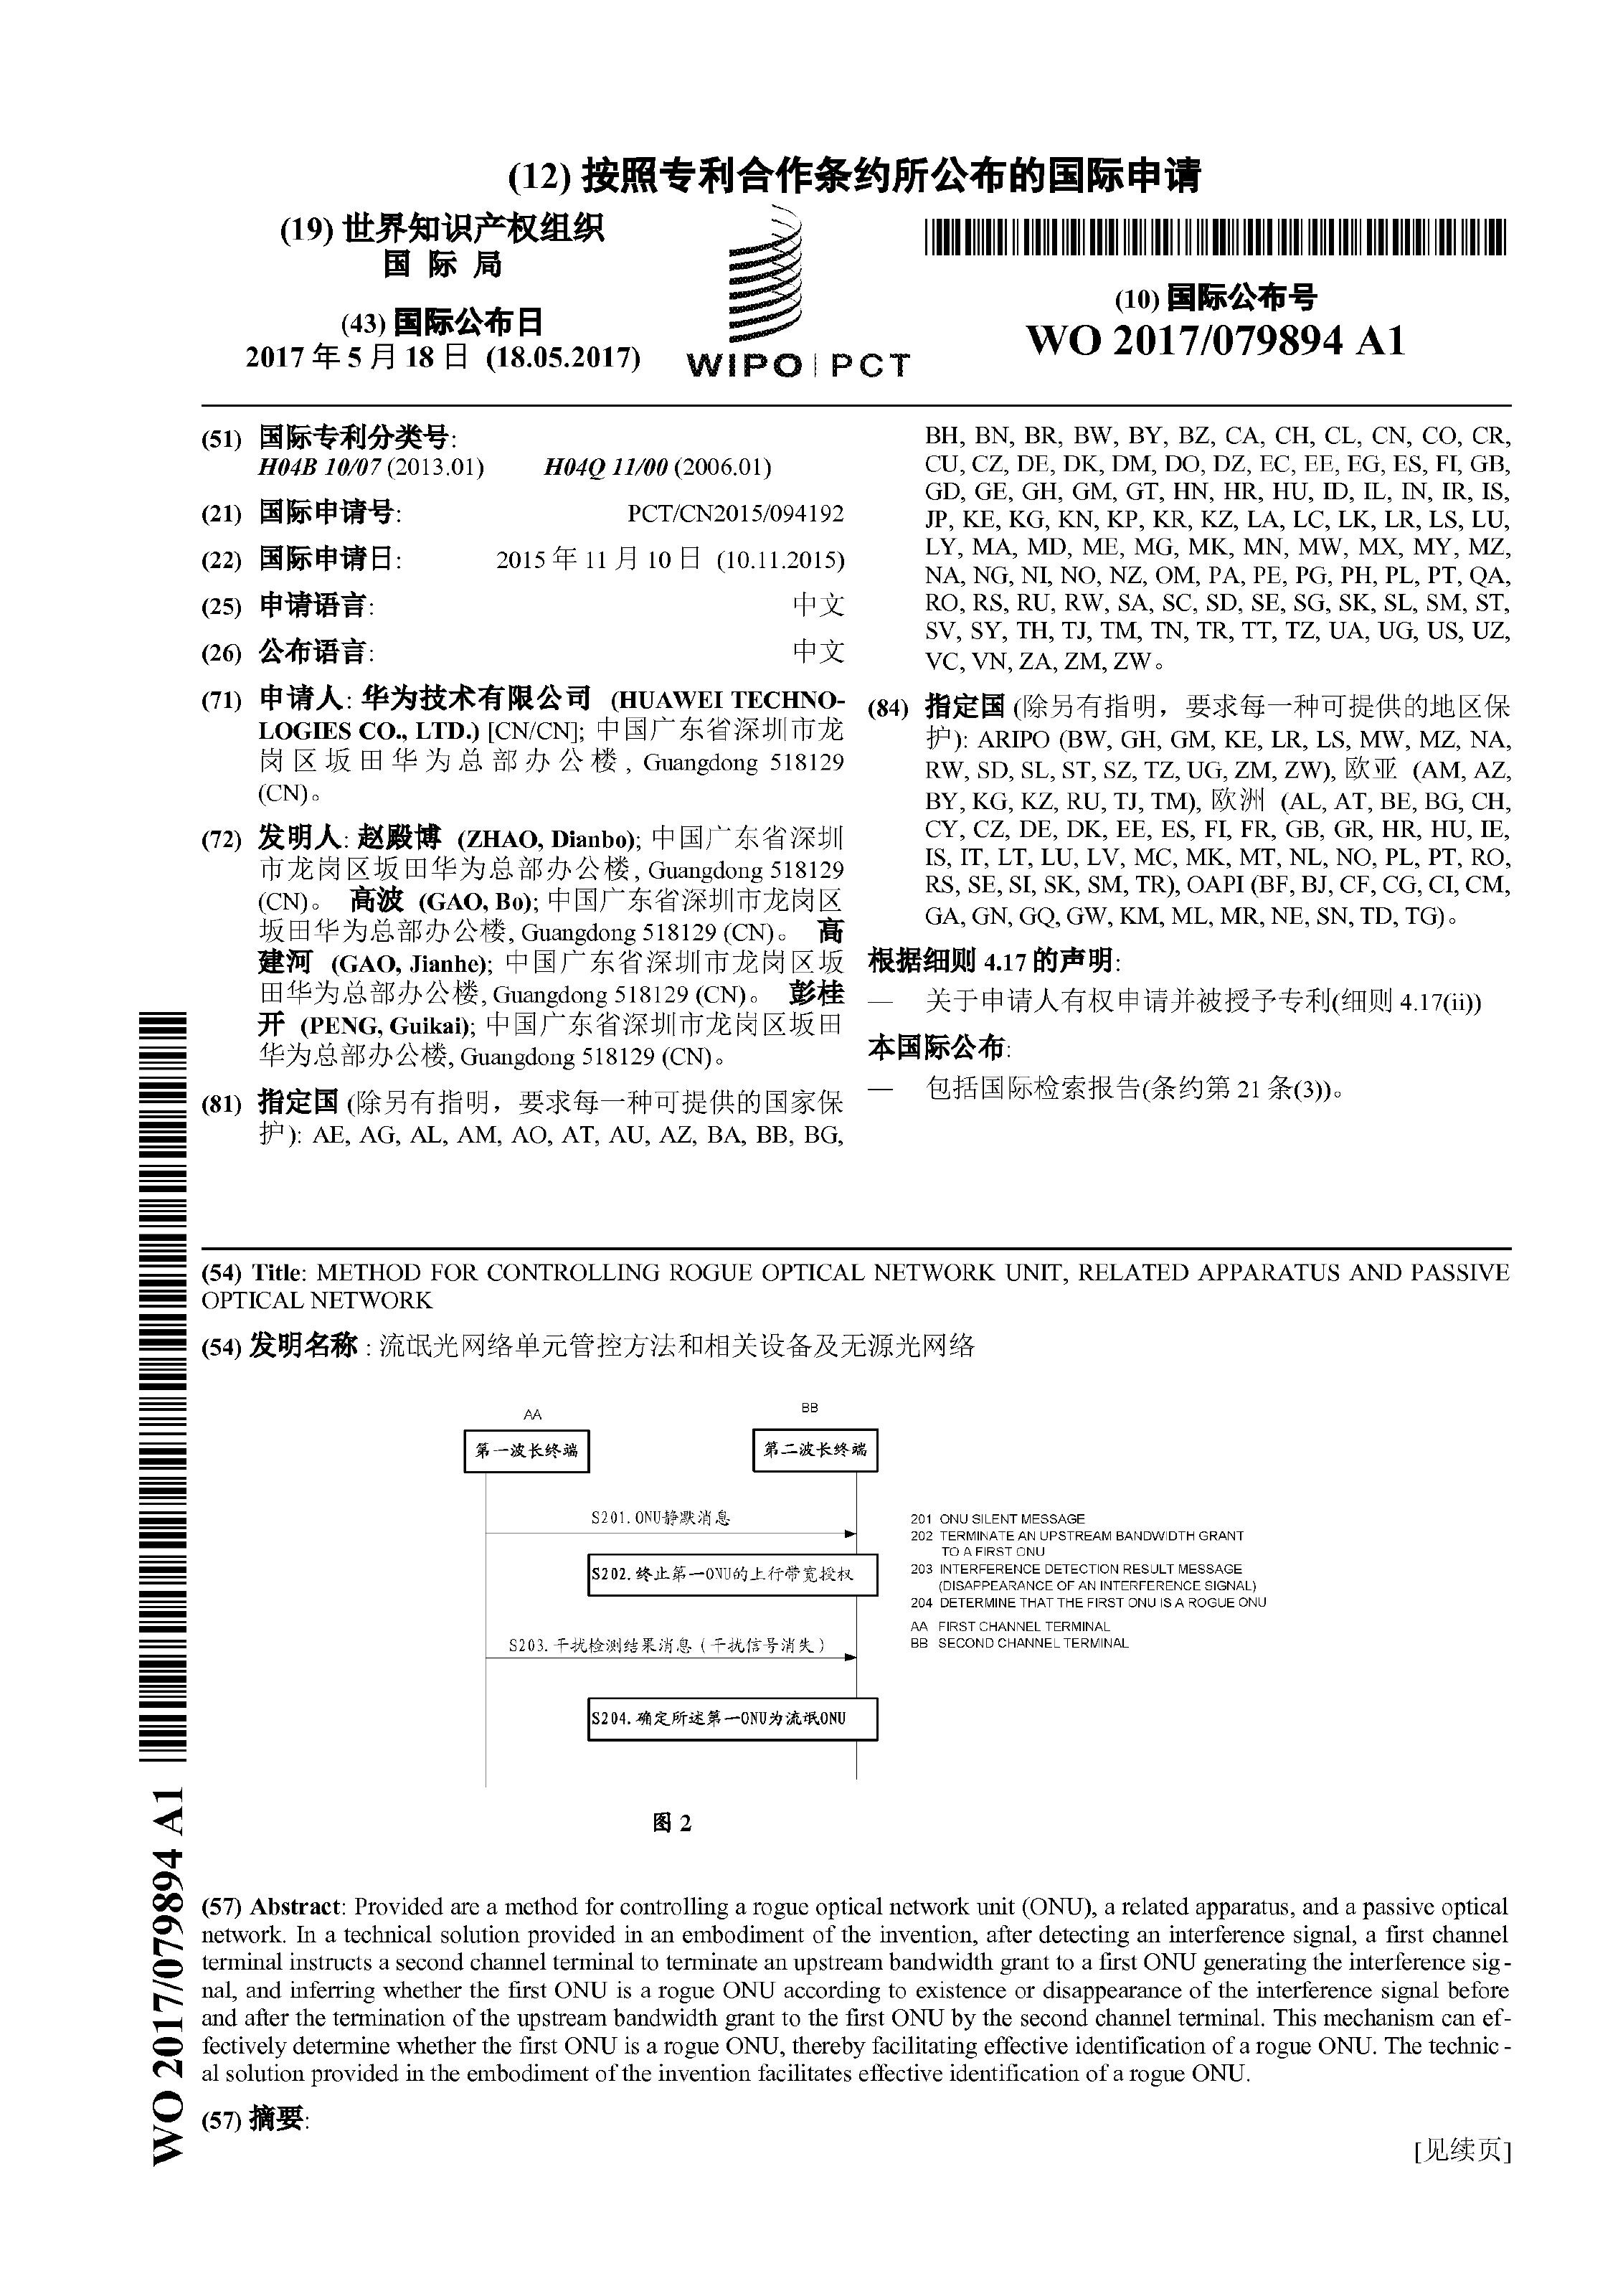 (12) 按照专利合作条约所公布的国际申请
(19) 世界知识产权组织
国 际 局
(43) 国际公布日
2017 年 5 月 18 日 (18.05.2017)
WIPO | PCT
(10) 国际公布号
WO 2017/079894 A1
(51) 国际专利分类号:
H04B 10/07 (2013.01) H04Q 11/00 (2006.01)
(21) 国际申请号: PCT/CN2015/094192
(22) 国际申请日: 2015 年 11 月 10 日 (10.11.2015)
(25) 申请语言: 中文
(26) 公布语言: 中文
(71) 申请人: 华为技术有限公司 (HUAWEI TECHNO-
LOGIES CO., LTD.) [CN/CN]; 中国广东省深圳市龙
岗区坂田华为总部办公楼, Guangdong 518129
(CN)。
(72) 发明人: 赵殿博 (ZHAO, Dianbo); 中国广东省深圳
市龙岗区坂田华为总部办公楼, Guangdong 518129
(CN)。 高波 (GAO, Bo); 中国广东省深圳市龙岗区
坂田华为总部办公楼, Guangdong 518129 (CN)。 高
建河 (GAO, Jianhe); 中国广东省深圳市龙岗区坂
田华为总部办公楼, Guangdong 518129 (CN)。 彭桂
开 (PENG, Guikai); 中国广东省深圳市龙岗区坂田
华为总部办公楼, Guangdong 518129 (CN)。
(81) 指定国 (除另有指明，要求每一种可提供的国家保
护): AE, AG, AL, AM, AO, AT, AU, AZ, BA, BB, BG,
BH, BN, BR, BW, BY, BZ, CA, CH, CL, CN, CO, CR,
CU, CZ, DE, DK, DM, DO, DZ, EC, EE, EG, ES, FI, GB,
GD, GE, GH, GM, GT, HN, HR, HU, ID, IL, IN, IR, IS,
JP, KE, KG, KN, KP, KR, KZ, LA, LC, LK, LR, LS, LU,
LY, MA, MD, ME, MG, MK, MN, MW, MX, MY, MZ,
NA, NG, NI, NO, NZ, OM, PA, PE, PG, PH, PL, PT, QA,
RO, RS, RU, RW, SA, SC, SD, SE, SG, SK, SL, SM, ST,
SV, SY, TH, TJ, TM, TN, TR, TT, TZ, UA, UG, US, UZ,
VC, VN, ZA, ZM, ZW。
(84) 指定国 (除另有指明，要求每一种可提供的地区保
护): ARIPO (BW, GH, GM, KE, LR, LS, MW, MZ, NA,
RW, SD, SL, ST, SZ, TZ, UG, ZM, ZW), 欧亚 (AM, AZ,
BY, KG, KZ, RU, TJ, TM), 欧洲 (AL, AT, BE, BG, CH,
CY, CZ, DE, DK, EE, ES, FI, FR, GB, GR, HR, HU, IE,
IS, IT, LT, LU, LV, MC, MK, MT, NL, NO, PL, PT, RO,
RS, SE, SI, SK, SM, TR), OAPI (BF, BJ, CF, CG, CI, CM,
GA, GN, GQ, GW, KM, ML, MR, NE, SN, TD, TG)。
根据细则 4.17 的声明:
— 关于申请人有权申请并被授予专利(细则 4.17(ii))
本国际公布:
— 包括国际检索报告(条约第 21 条(3))。
(54) Title: METHOD FOR CONTROLLING ROGUE OPTICAL NETWORK UNIT, RELATED APPARATUS AND PASSIVE
OPTICAL NETWORK
(54) 发明名称 : 流氓光网络单元管控方法和相关设备及无源光网络
AA
BB
第一波长终端
第二波长终端
S201.ONU静默消息
S202.终止第一ONU的上行带宽授权
S203.干扰检测结果消息（干扰信号消失）
S204.确定所述第一ONU为流氓ONU
201 ONU SILENT MESSAGE
202 TERMINATE AN UPSTREAM BANDWIDTH GRANT
TO A FIRST ONU
203 INTERFERENCE DETECTION RESULT MESSAGE
(DISAPPEARANCE OF AN INTERFERENCE SIGNAL)
204 DETERMINE THAT THE FIRST ONU IS A ROGUE ONU
AA FIRST CHANNEL TERMINAL
BB SECOND CHANNEL TERMINAL
图 2
(57) Abstract: Provided are a method for controlling a rogue optical network unit (ONU), a related apparatus, and a passive optical
network. In a technical solution provided in an embodiment of the invention, after detecting an interference signal, a first channel
terminal instructs a second channel terminal to terminate an upstream bandwidth grant to a first ONU generating the interference sig-
nal, and inferring whether the first ONU is a rogue ONU according to existence or disappearance of the interference signal before
and after the termination of the upstream bandwidth grant to the first ONU by the second channel terminal. This mechanism can ef-
fectively determine whether the first ONU is a rogue ONU, thereby facilitating effective identification of a rogue ONU. The technic-
al solution provided in the embodiment of the invention facilitates effective identification of a rogue ONU.
(57) 摘要:
[见续页]
WO 2017/079894 A1